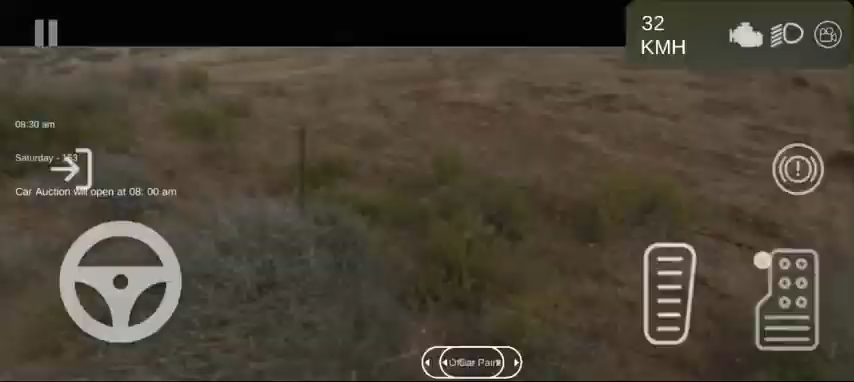 32
KMH
08:30 am
Saturday -
Car Auction will open at 08: 00 am